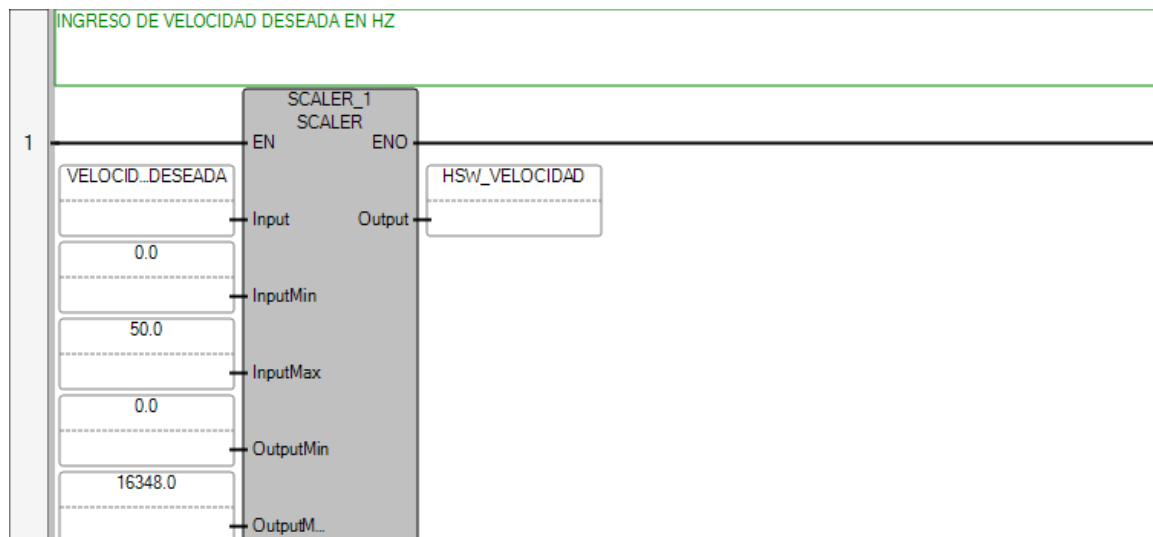 INGRESO DE VELOCIDAD DESEADA EN HZ
SCALER_1
SCALER
1
EN ENO
VELOCID...DESEADA
HSW_VELOCIDAD
Input Output
0.0
InputMin
50.0
InputMax
0.0
OutputMin
16348.0
OutputM...